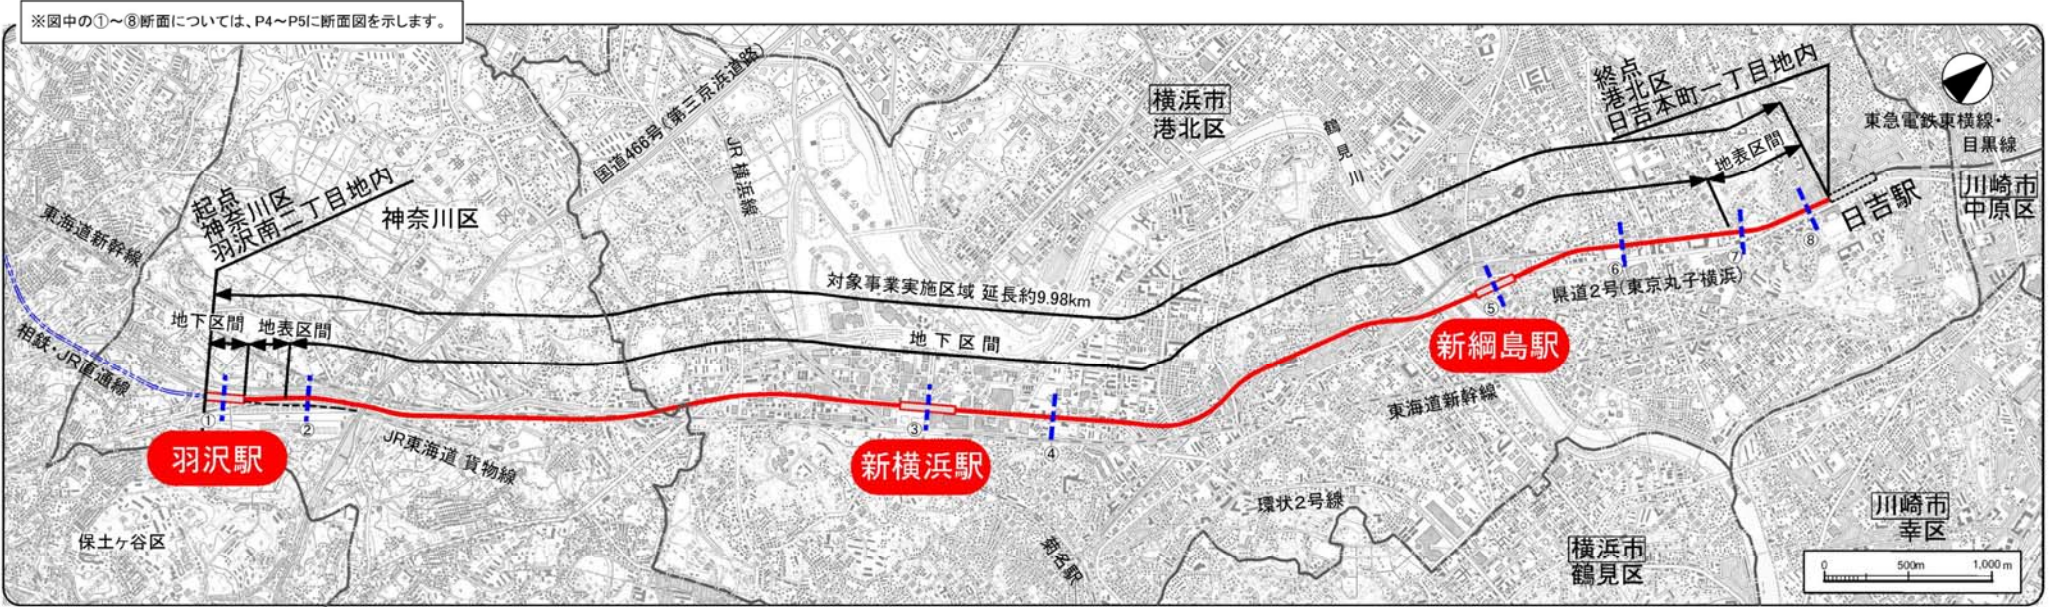 ※図中の①～⑧断面については、P4～P5に断面図を示します。
起点
神奈川区
羽沢南二丁目地内
神奈川区
国道466号(第三京浜道路)
JR横浜線
横浜市
港北区
鶴見川
終点
港北区
日吉本町一丁目地内
東急電鉄東横線・
目黒線
川崎市
中原区
日吉駅
地表区間
東海道新幹線
相鉄・JR直通線
対象事業実施区域 延長約9.98km
地下区間
地表区間
地下区間
①
②
③
④
⑤
⑥
⑦
⑧
県道2号(東京丸子横浜)
新綱島駅
東海道新幹線
羽沢駅
JR東海道貨物線
新横浜駅
環状2号線
菊名駅
保土ヶ谷区
横浜市
鶴見区
川崎市
幸区
0 500m 1,000m